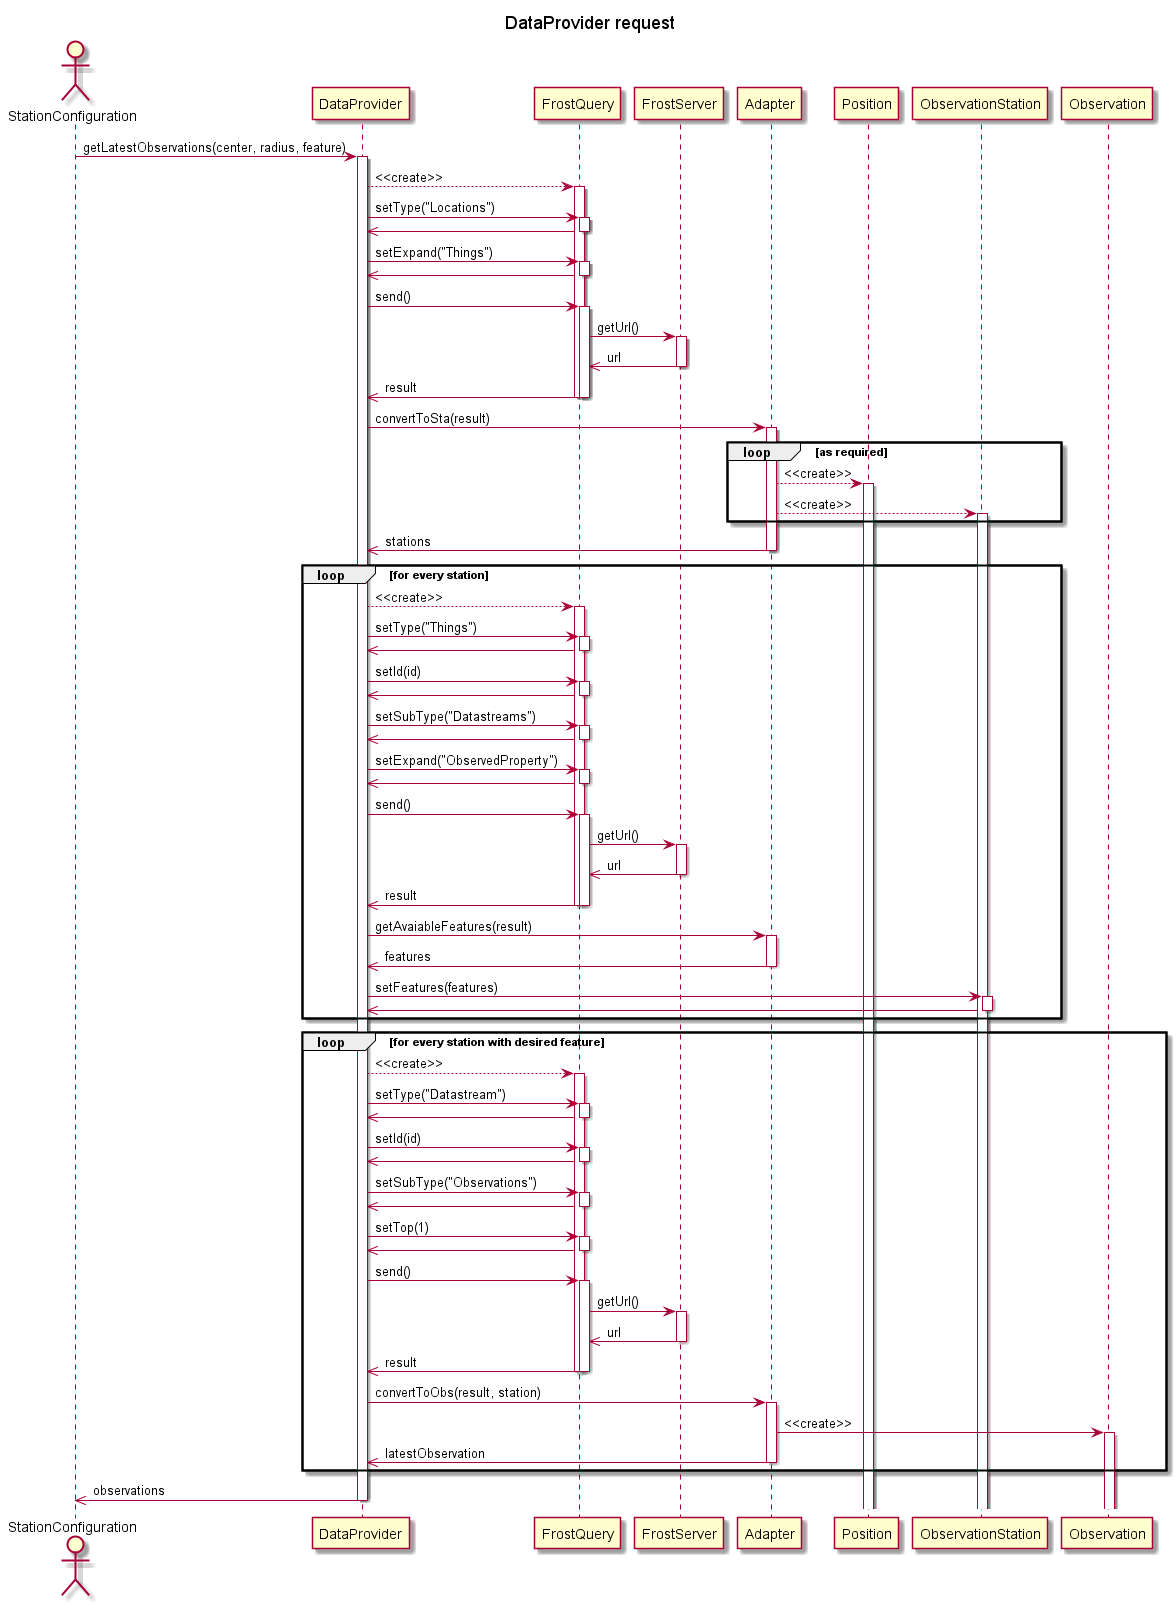 DataProvider request
StationConfiguration
DataProvider
FrostQuery
FrostServer
Adapter
Position
ObservationStation
Observation
getLatestObservations(center, radius, feature)
<<create>>
setType("Locations")
setExpand("Things")
send()
getUrl()
url
result
convertToSta(result)
loop
[as required]
<<create>>
<<create>>
stations
loop
[for every station]
<<create>>
setType("Things")
setId(id)
setSubType("Datastreams")
setExpand("ObservedProperty")
send()
getUrl()
url
result
getAvaiableFeatures(result)
features
setFeatures(features)
loop
[for every station with desired feature]
<<create>>
setType("Datastream")
setId(id)
setSubType("Observations")
setTop(1)
send()
getUrl()
url
result
convertToObs(result, station)
<<create>>
latestObservation
observations
StationConfiguration
DataProvider
FrostQuery
FrostServer
Adapter
Position
ObservationStation
Observation